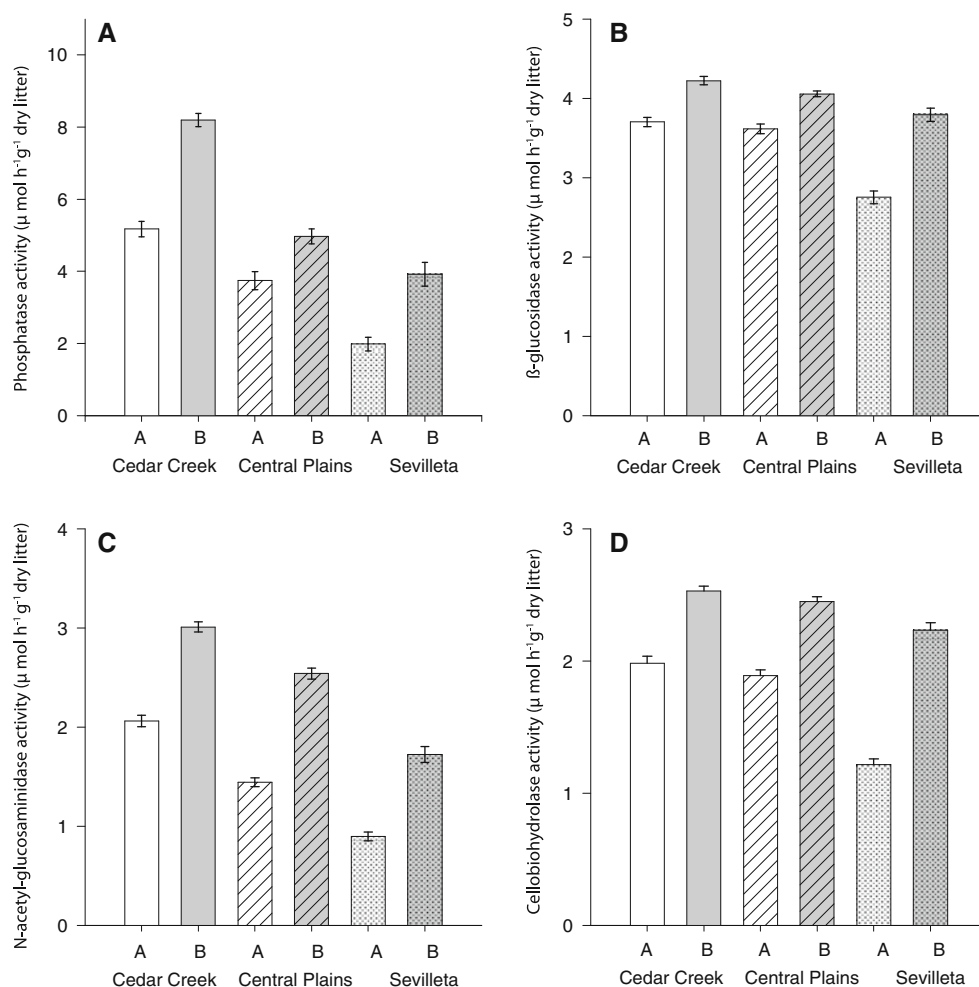 A
Phosphatase activity (µ mol h⁻¹g⁻¹ dry litter)
10
8
6
4
2
0
A B A B A B
Cedar Creek Central Plains Sevilleta
B
ß-glucosidase activity (µ mol h⁻¹g⁻¹ dry litter)
5
4
3
2
1
0
A B A B A B
Cedar Creek Central Plains Sevilleta
C
N-acetyl-glucosaminidase activity (µ mol h⁻¹ g⁻¹ dry litter)
4
3
2
1
0
A B A B A B
Cedar Creek Central Plains Sevilleta
D
Cellobiohydrolase activity (µ mol h⁻¹g⁻¹ dry litter)
3
2
1
0
A B A B A B
Cedar Creek Central Plains Sevilleta